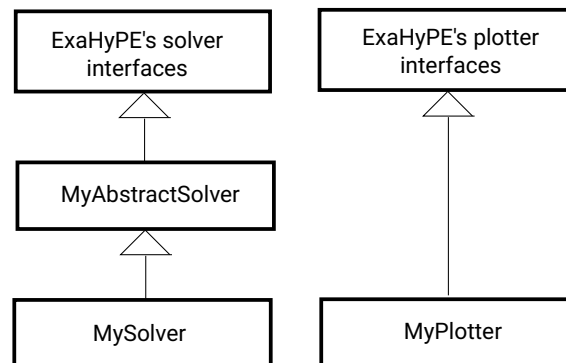 ExaHyPE's solver
interfaces
ExaHyPE's plotter
interfaces
MyAbstractSolver
MySolver
MyPlotter